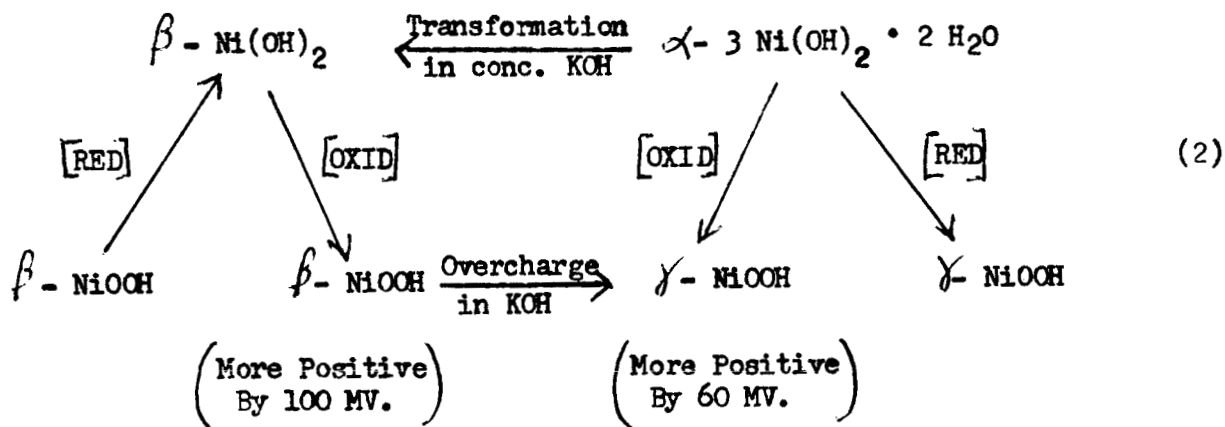 β - Ni(OH)₂ Transformation in conc. KOH α- 3 Ni(OH)₂ • 2 H₂O
[RED] [OXID] [OXID] [RED] (2)
β - NiOOH β- NiOOH Overcharge in KOH γ- NiOOH γ- NiOOH
(More Positive By 100 MV.) (More Positive By 60 MV.)